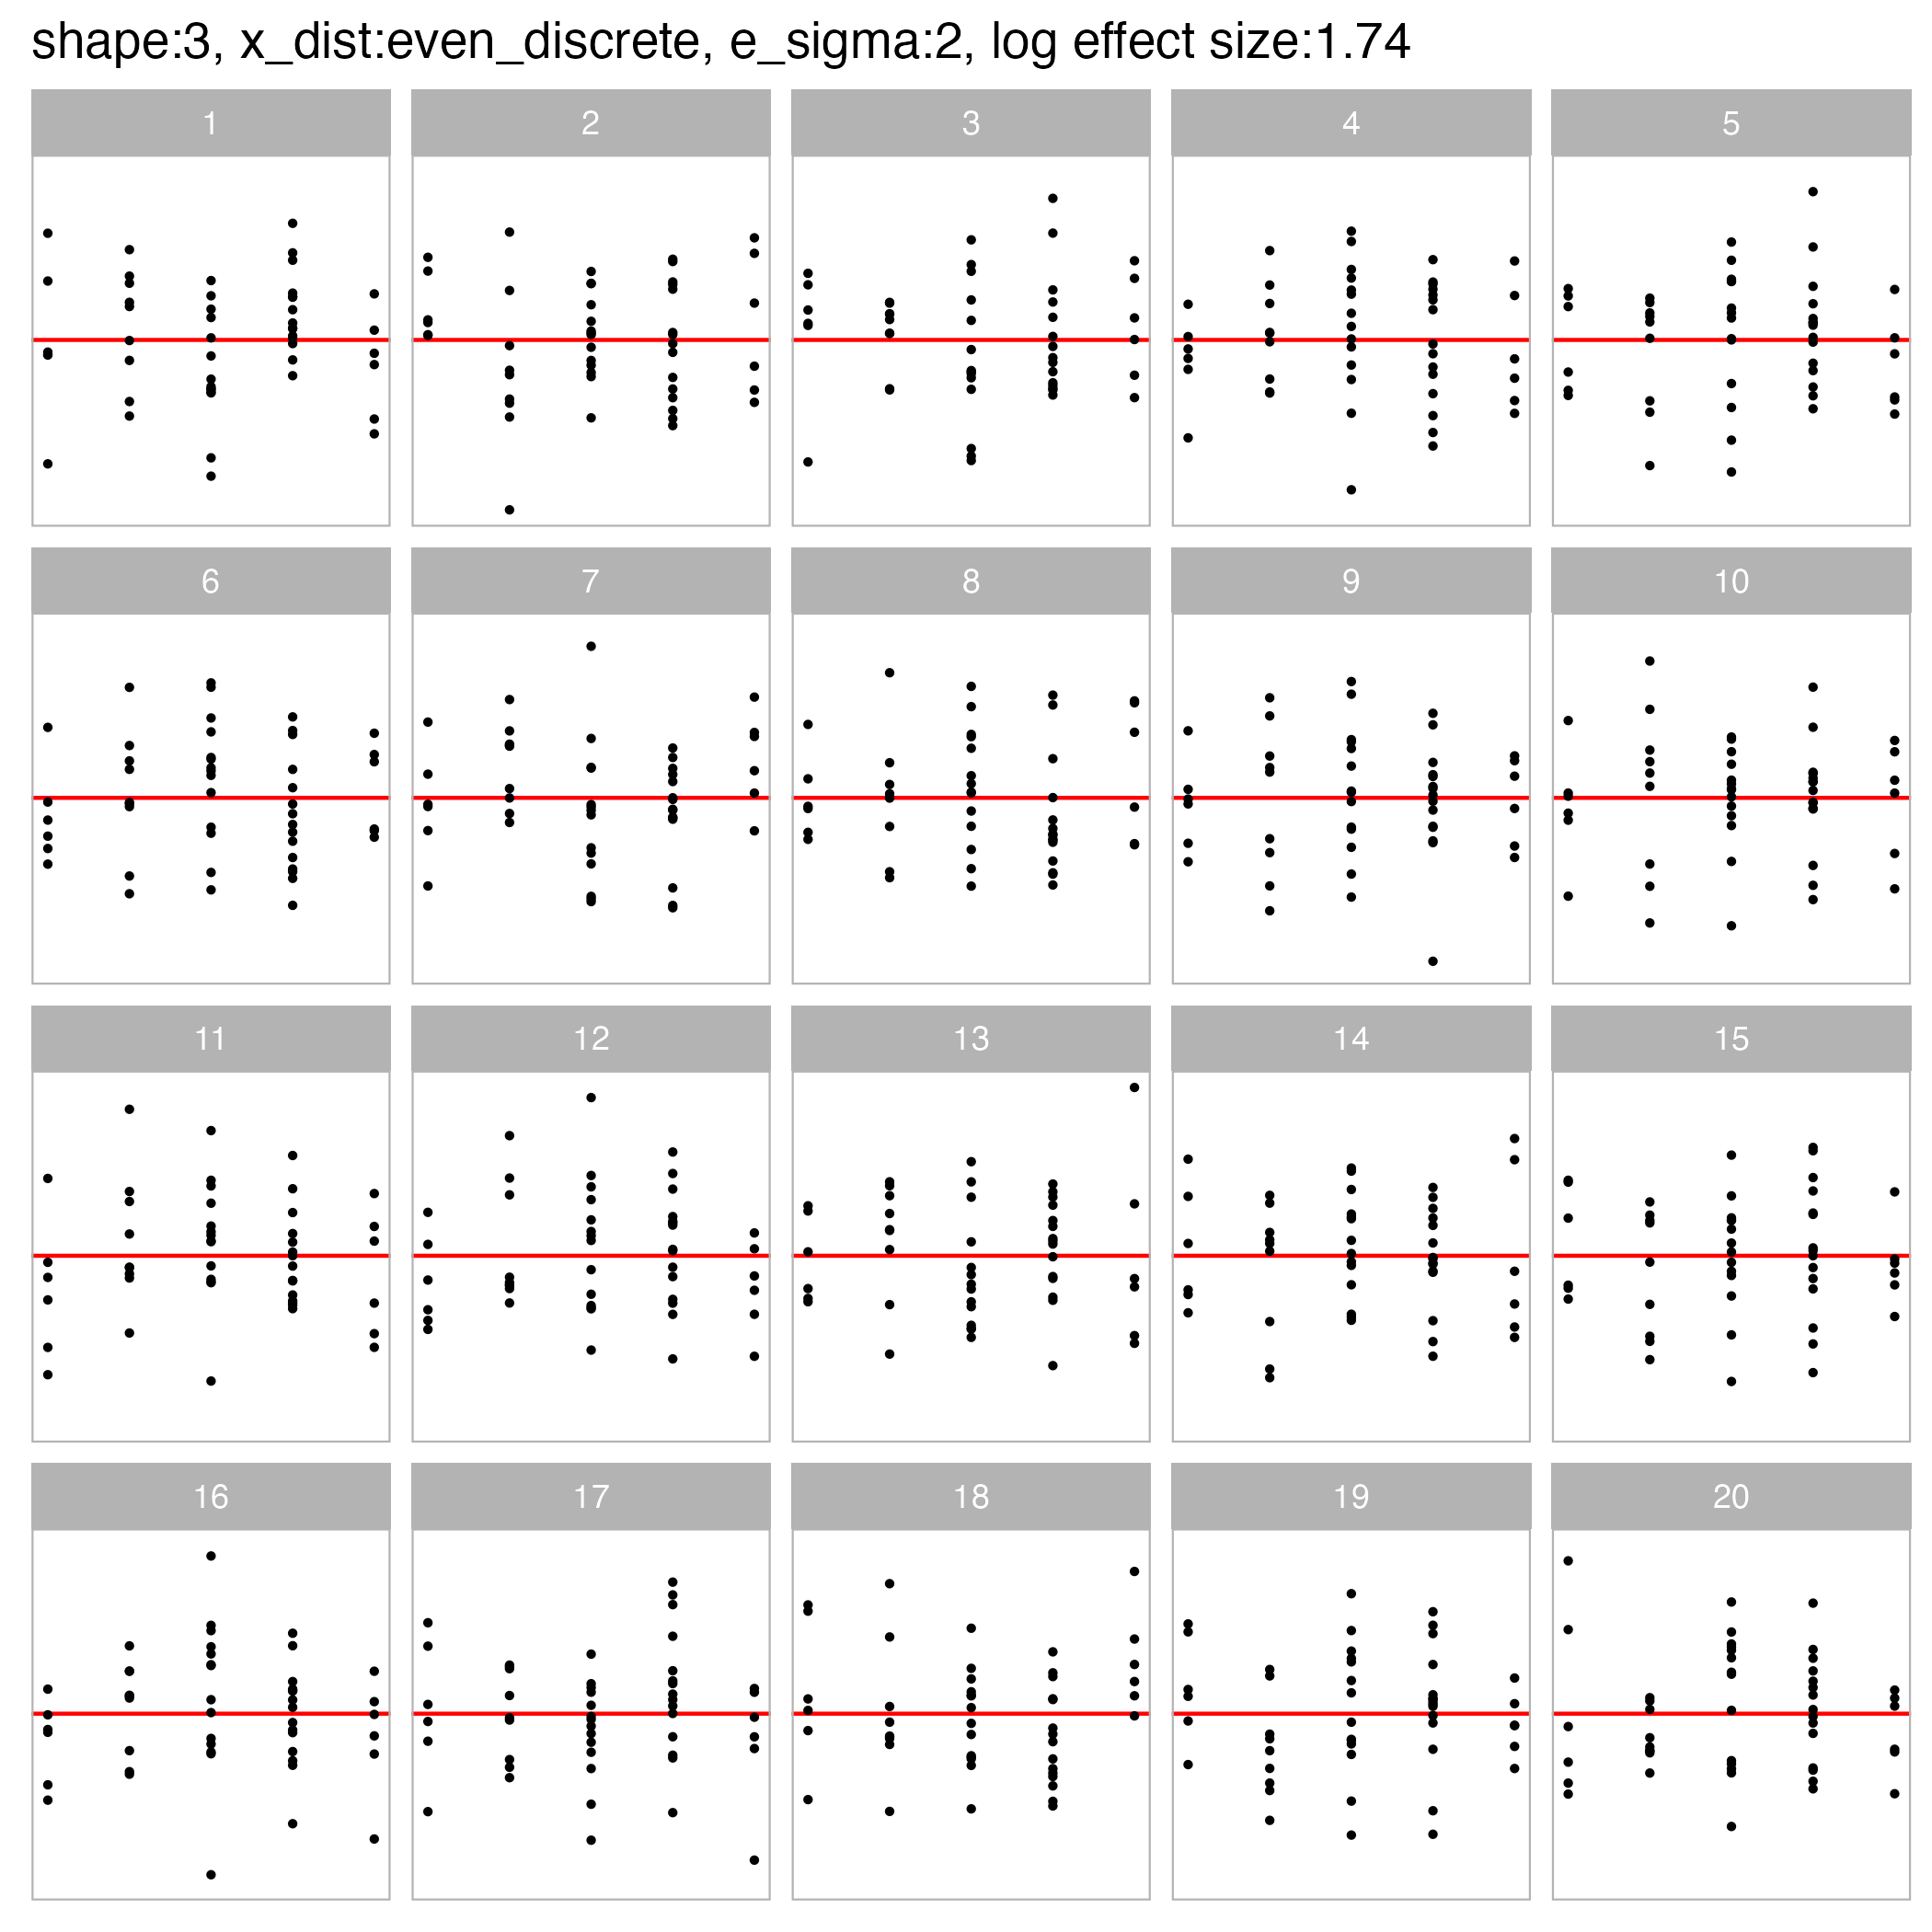 shape:3, x_dist:even_discrete, e_sigma:2, log effect size:1.74
1 2 3 4 5
6 7 8 9 10
11 12 13 14 15
16 17 18 19 20